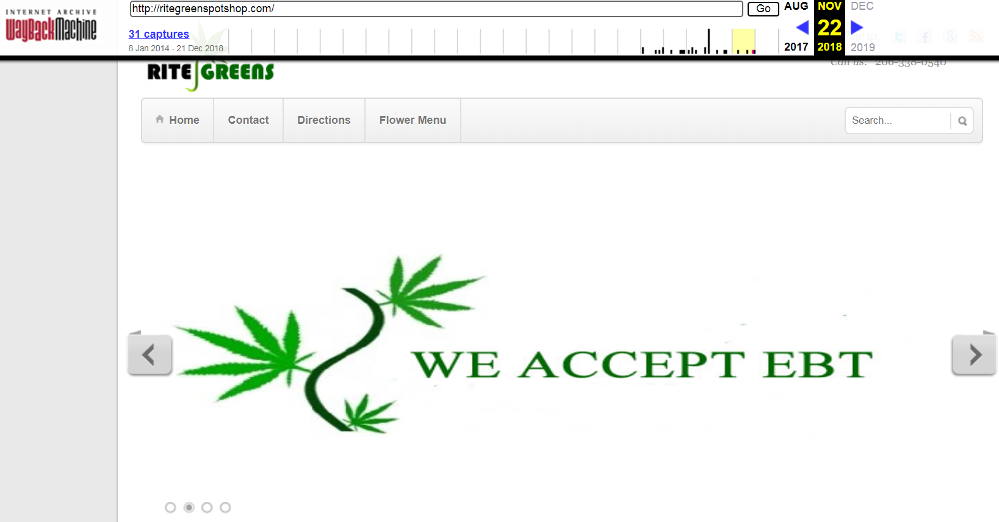 INTERNET ARCHIVE
WayBackMachine
http://ritegreenspotshop.com/
Go
31 captures
8 Jan 2014 - 21 Dec 2018
AUG
NOV
DEC
22
2017
2018
2019
us:
Call us: 206-338-0540
RITE GREENS
Home
Contact
Directions
Flower Menu
Search...
WE ACCEPT EBT